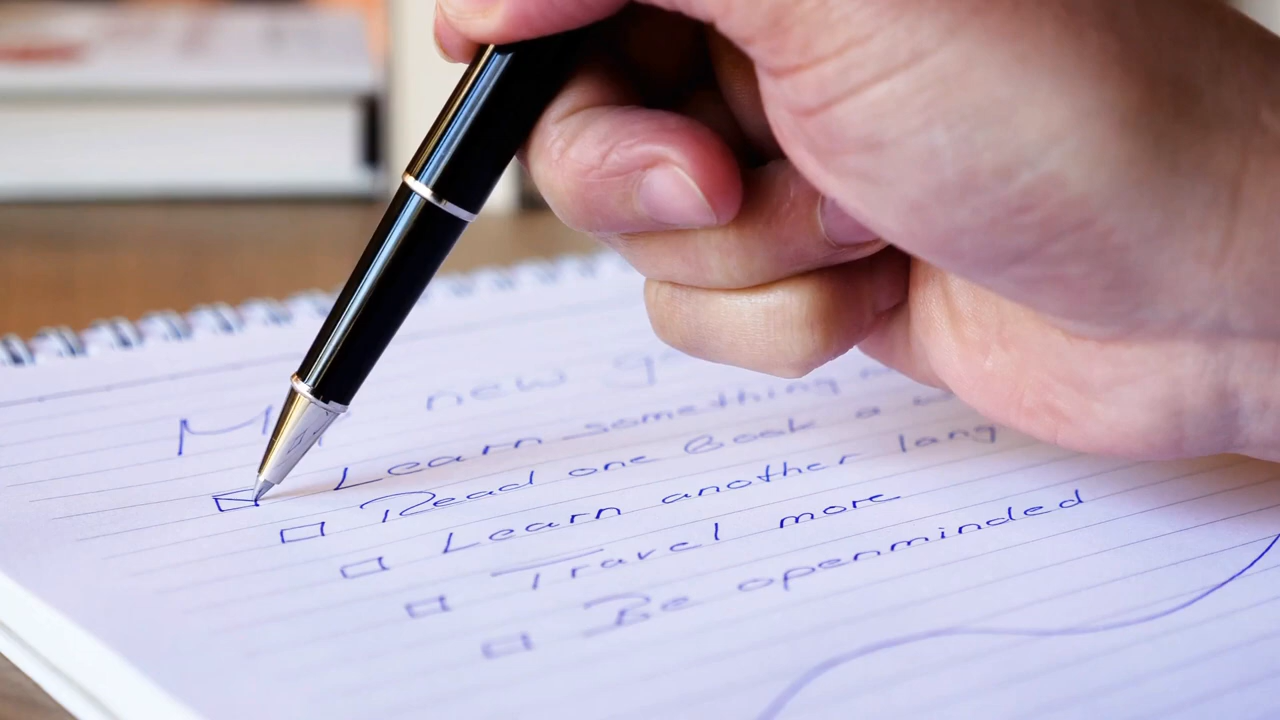 new
Learn something
Read one Book a
Learn another lang
Travel more
Be openminded